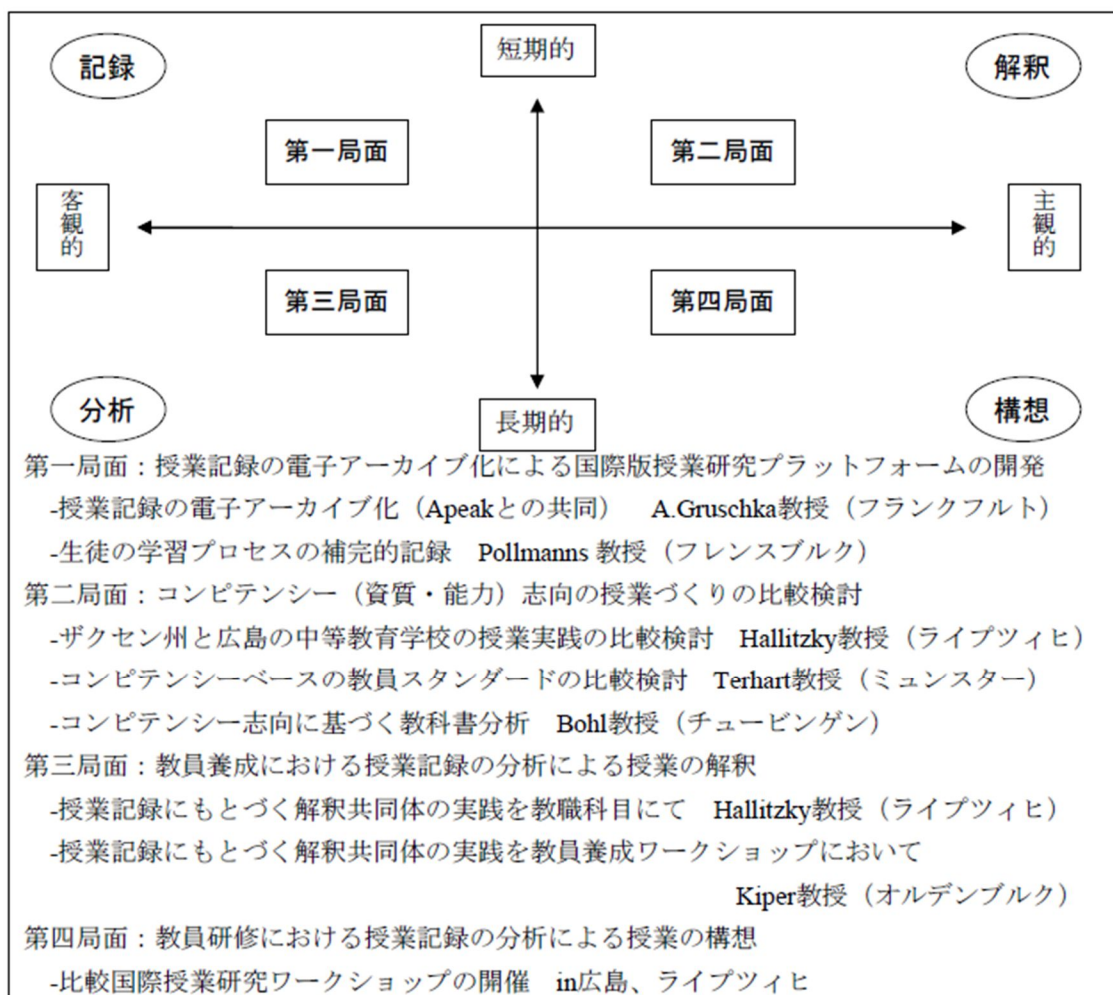 記録
短期的
解釈
第一局面
第二局面
客観的
主観的
第三局面
第四局面
分析
長期的
構想
第一局面：授業記録の電子アーカイブ化による国際版授業研究プラットフォームの開発
-授業記録の電子アーカイブ化（Apeakとの共同） A.Gruschka教授（フランクフルト）
-生徒の学習プロセスの補完的記録 Pollmanns 教授（フレンスブルク）
第二局面：コンピテンシー（資質・能力）志向の授業づくりの比較検討
-ザクセン州と広島の中等教育学校の授業実践の比較検討 Hallitzky教授（ライプツィヒ）
-コンピテンシーベースの教員スタンダードの比較検討 Terhart教授（ミュンスター）
-コンピテンシー志向に基づく教科書分析 Bohl教授（チュービンゲン）
第三局面：教員養成における授業記録の分析による授業の解釈
-授業記録にもとづく解釈共同体の実践を教職科目にて Hallitzky教授（ライプツィヒ）
-授業記録にもとづく解釈共同体の実践を教員養成ワークショップにおいて
Kiper教授（オルデンブルク）
第四局面：教員研修における授業記録の分析による授業の構想
-比較国際授業研究ワークショップの開催 in広島、ライプツィヒ